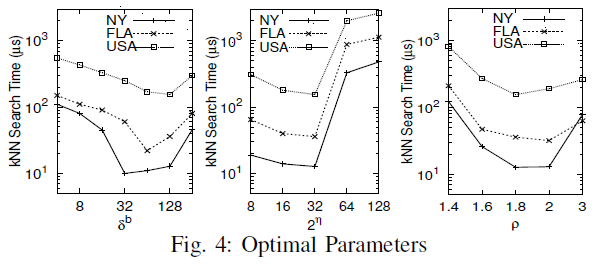 kNN Search Time (μs)
10³
10²
10¹
NY
FLA
USA
8
32
128
δᵇ
kNN Search Time (μs)
10³
10²
10¹
NY
FLA
USA
8
16
32
64
128
2^η
kNN Search Time (μs)
10³
10²
10¹
NY
FLA
USA
1.4
1.6
1.8
2
3
ρ
Fig. 4: Optimal Parameters